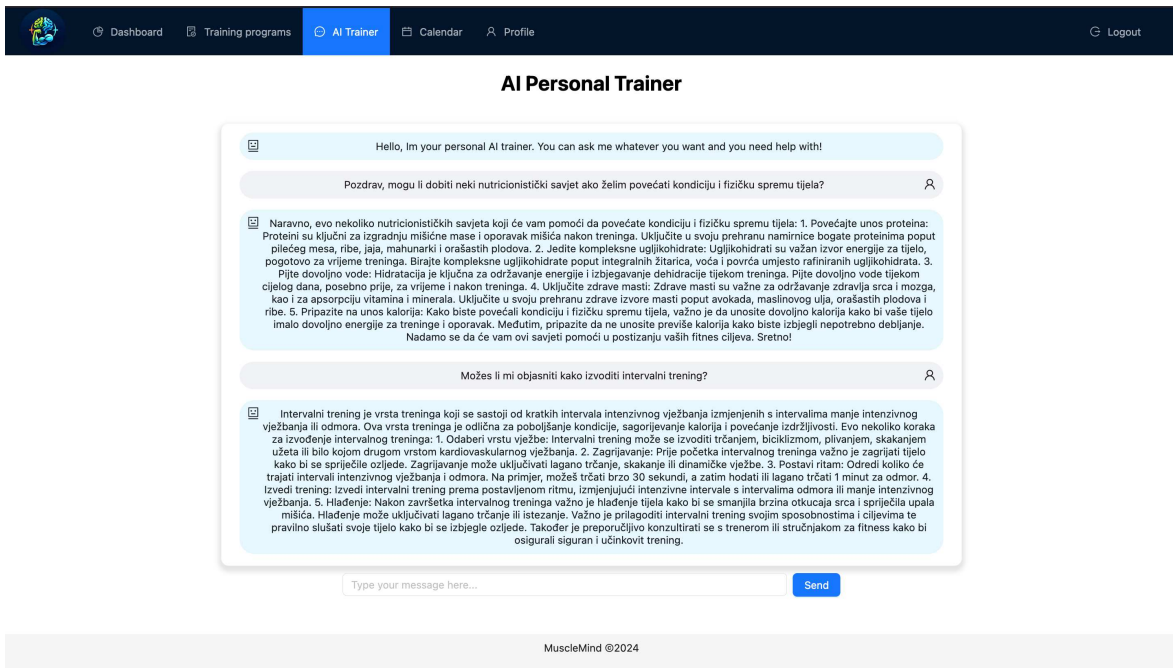 Dashboard
Training programs
AI Trainer
Calendar
Profile
Logout
AI Personal Trainer
Hello, Im your personal AI trainer. You can ask me whatever you want and you need help with!
Pozdrav, mogu li dobiti neki nutricionistički savjet ako želim povećati kondiciju i fizičku spremu tijela?
Naravno, evo nekoliko nutricionističkih savjeta koji će vam pomoći da povećate kondiciju i fizičku spremu tijela: 1. Povećajte unos proteina:
Proteini su ključni za izgradnju mišićne mase i oporavak mišića nakon treninga. Uključite u svoju prehranu namirnice bogate proteinima poput
pilećeg mesa, ribe, jaja, mahunarki i orašastih plodova. 2. Jedite kompleksne ugljikohidrate: Ugljikohidrati su važan izvor energije za tijelo,
pogotovo za vrijeme treninga. Birajte kompleksne ugljikohidrate poput integralnih žitarica, voća i povrća umjesto rafiniranih ugljikohidrata. 3.
Pijte dovoljno vode: Hidratacija je ključna za održavanje energije i izbjegavanje dehidracije tijekom treninga. Pijte dovoljno vode tijekom
cijelog dana, posebno prije, za vrijeme i nakon treninga. 4. Uključite zdrave masti: Zdrave masti su važne za održavanje zdravlja srca i mozga,
kao i za apsorpciju vitamina i minerala. Uključite u svoju prehranu zdrave izvore masti poput avokada, maslinovog ulja, orašastih plodova i
ribe. 5. Pripazite na unos kalorija: Kako biste povećali kondiciju i fizičku spremu tijela, važno je da unosite dovoljno kalorija kako bi vaše tijelo
imalo dovoljno energije za treninge i oporavak. Međutim, pripazite da ne unosite previše kalorija kako biste izbjegli nepotrebno debljanje.
Nadamo se da će vam ovi savjeti pomoći u postizanju vaših fitnes ciljeva. Sretno!
Možes li mi objasniti kako izvoditi intervalni trening?
Intervalni trening je vrsta treninga koji se sastoji od kratkih intervala intenzivnog vježbanja izmjenjenih s intervalima manje intenzivnog
vježbanja ili odmora. Ova vrsta treninga je odlična za poboljšanje kondicije, sagorijevanje kalorija i povećanje izdržljivosti. Evo nekoliko koraka
za izvođenje intervalnog treninga: 1. Odaberi vrstu vježbe: Intervalni trening može se izvoditi trčanjem, biciklizmom, plivanjem, skakanjem
užeta ili bilo kojom drugom vrstom kardiovaskularnog vježbanja. 2. Zagrijavanje: Prije početka intervalnog treninga važno je zagrijati tijelo
kako bi se spriječile ozljede. Zagrijavanje može uključivati lagano trčanje, skakanje ili dinamičke vježbe. 3. Postavi ritam: Odredi koliko će
trajati intervali intenzivnog vježbanja i odmora. Na primjer, možeš trčati brzo 30 sekundi, a zatim hodati ili lagano trčati 1 minut za odmor. 4.
Izvedi trening: Izvedi intervalni trening prema postavljenom ritmu, izmjenjujući intenzivne intervale s intervalima odmora ili manje intenzivnog
vježbanja. 5. Hlađenje: Nakon završetka intervalnog treninga važno je hlađenje tijela kako bi se smanjila brzina otkucaja srca i spriječila upala
mišića. Hlađenje može uključivati lagano trčanje ili istezanje. Važno je prilagoditi intervalni trening svojim sposobnostima i ciljevima te
pravilno slušati svoje tijelo kako bi se izbjegle ozljede. Također je preporučljivo konzultirati se s trenerom ili stručnjakom za fitness kako bi
osigurali siguran i učinkovit trening.
Type your message here...
Send
MuscleMind ©2024